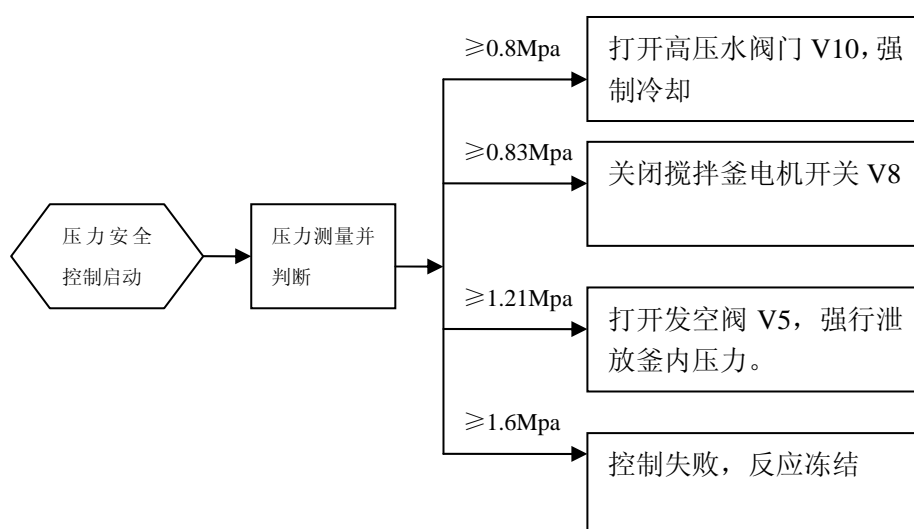 ≥0.8Mpa
打开高压水阀门 V10，强
制冷却
≥0.83Mpa
关闭搅拌釜电机开关 V8
压力安全
控制启动
压力测量并
判断
≥1.21Mpa
打开发空阀 V5，强行泄
放釜内压力。
≥1.6Mpa
控制失败，反应冻结